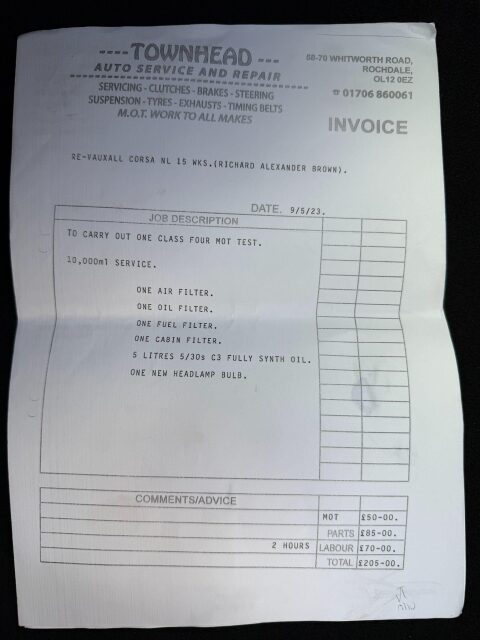 ---- TOWNHEAD ---
AUTO SERVICE AND REPAIR
SERVICING - CLUTCHES - BRAKES - STEERING
SUSPENSION - TYRES - EXHAUSTS - TIMING BELTS
M.O.T. WORK TO ALL MAKES
58-70 WHITWORTH ROAD,
ROCHDALE,
OL12 0EZ
☎ 01706 860061
INVOICE
RE-VAUXALL CORSA NL 15 WKS.(RICHARD ALEXANDER BROWN).
DATE. 9/5/23.
JOB DESCRIPTION
TO CARRY OUT ONE CLASS FOUR MOT TEST.
10,000ml SERVICE.
ONE AIR FILTER.
ONE OIL FILTER.
ONE FUEL FILTER.
ONE CABIN FILTER.
5 LITRES 5/30s C3 FULLY SYNTH OIL.
ONE NEW HEADLAMP BULB.
COMMENTS/ADVICE
MOT £50-00.
PARTS £85-00.
2 HOURS LABOUR £70-00.
TOTAL £205-00.